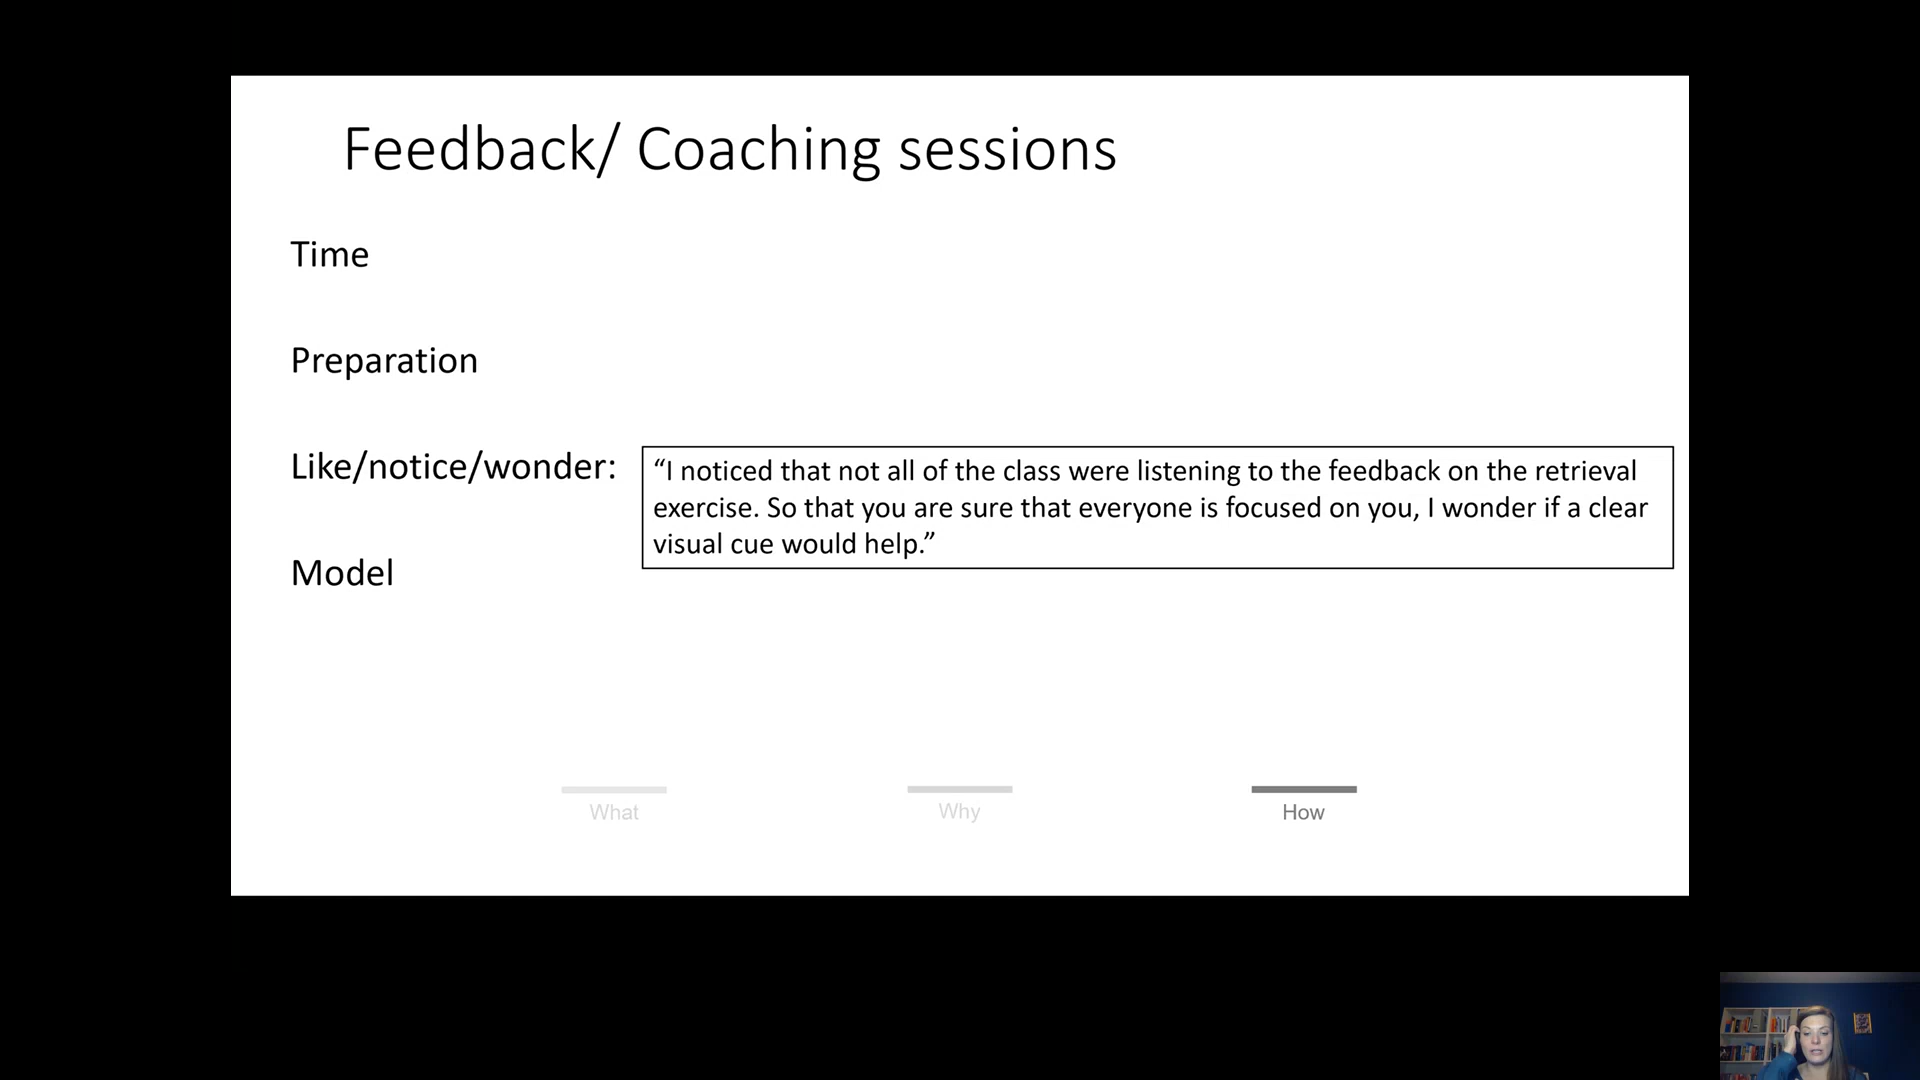 Feedback/ Coaching sessions
Time
Preparation
Like/notice/wonder:
“I noticed that not all of the class were listening to the feedback on the retrieval
exercise. So that you are sure that everyone is focused on you, I wonder if a clear
visual cue would help.”
Model
What
Why
How